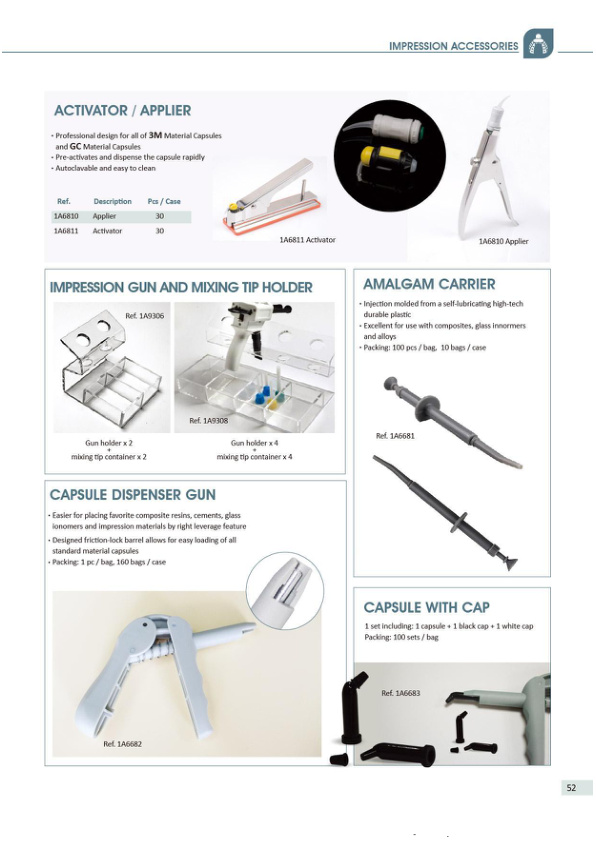 IMPRESSION ACCESSORIES
ACTIVATOR / APPLIER
• Professional design for all of 3M Material Capsules
and GC Material Capsules
• Pre-activates and dispense the capsule rapidly
• Autoclavable and easy to clean
Ref. Description Pcs / Case
1A6810 Applier 30
1A6811 Activator 30
1A6811 Activator
1A6810 Applier
IMPRESSION GUN AND MIXING TIP HOLDER
Ref. 1A9306
Ref. 1A9308
Gun holder x 2
+
mixing tip container x 2
Gun holder x 4
+
mixing tip container x 4
AMALGAM CARRIER
• Injection molded from a self-lubricating high-tech
durable plastic
• Excellent for use with composites, glass innormers
and alloys
• Packing: 100 pcs / bag, 10 bags / case
Ref. 1A6681
CAPSULE DISPENSER GUN
• Easier for placing favorite composite resins, cements, glass
ionomers and impression materials by right leverage feature
• Designed friction-lock barrel allows for easy loading of all
standard material capsules
• Packing: 1 pc / bag, 160 bags / case
Ref. 1A6682
CAPSULE WITH CAP
1 set including: 1 capsule + 1 black cap + 1 white cap
Packing: 100 sets / bag
Ref. 1A6683
52